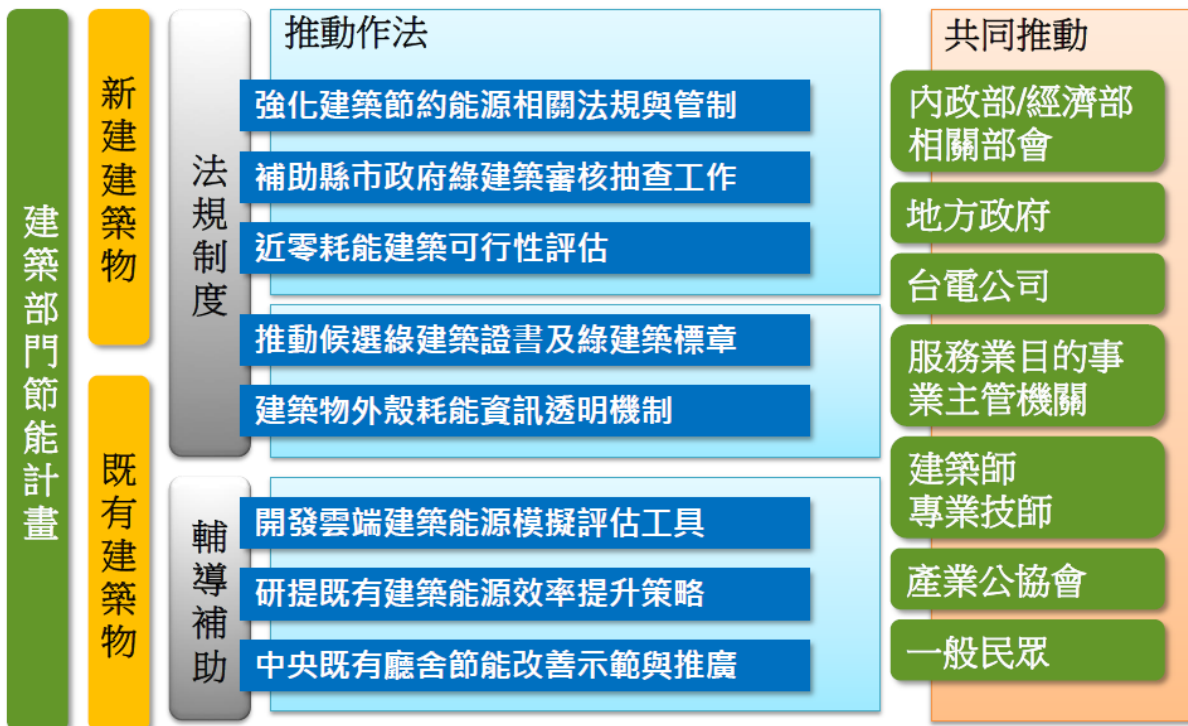 建築部門節能計畫
新建建築物
既有建築物
法規制度
輔導補助
推動作法
強化建築節約能源相關法規與管制
補助縣市政府綠建築審核抽查工作
近零耗能建築可行性評估
推動候選綠建築證書及綠建築標章
建築物外殼耗能資訊透明機制
開發雲端建築能源模擬評估工具
研提既有建築能源效率提升策略
中央既有廳舍節能改善示範與推廣
共同推動
內政部/經濟部
相關部會
地方政府
台電公司
服務業目的事
業主管機關
建築師
專業技師
產業公協會
一般民眾